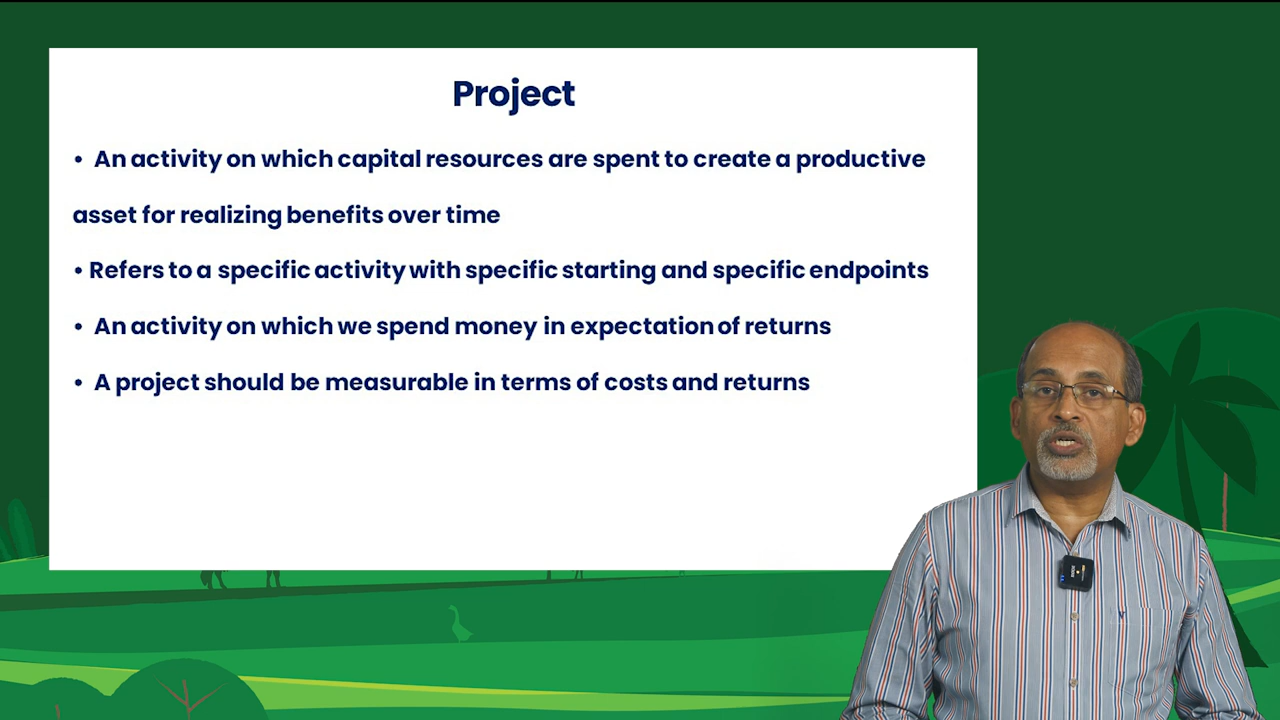 Project
• An activity on which capital resources are spent to create a productive
asset for realizing benefits over time
• Refers to a specific activity with specific starting and specific endpoints
• An activity on which we spend money in expectation of returns
• A project should be measurable in terms of costs and returns